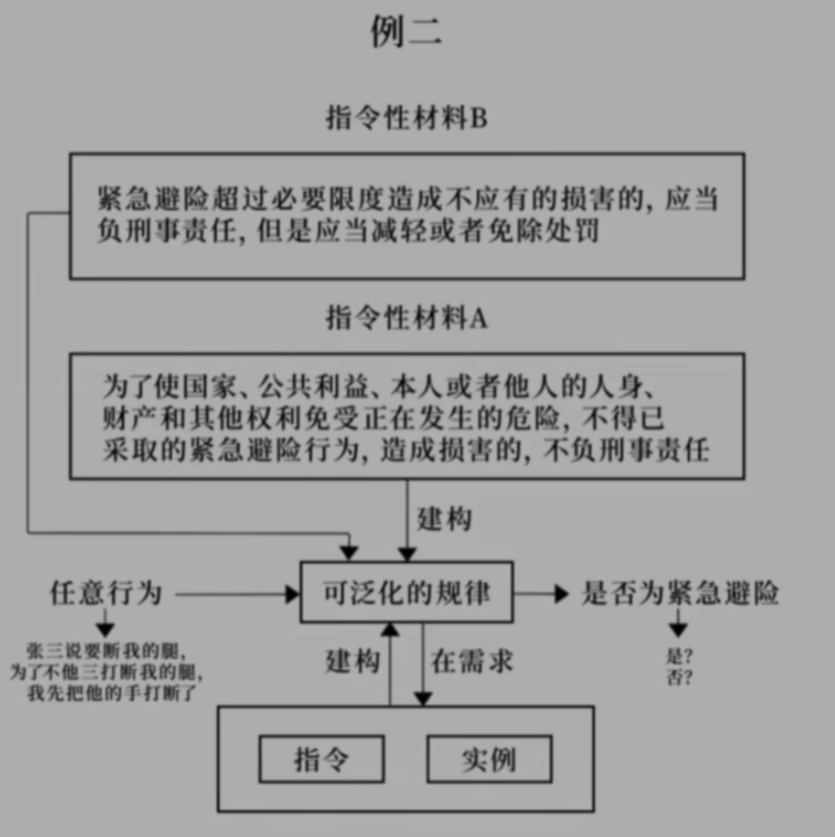 例二
指令性材料B
紧急避险超过必要限度造成不应有的损害的，应当
负刑事责任，但是应当减轻或者免除处罚
指令性材料A
为了使国家、公共利益、本人或者他人的人身、
财产和其他权利免受正在发生的危险，不得已
采取的紧急避险行为，造成损害的，不负刑事责任
建构
任意行为
可泛化的规律
是否为紧急避险
张三说要断我的腿，
为了不他三打断我的腿，
我先把他的手打断了
建构
在需求
是？
否？
指令
实例